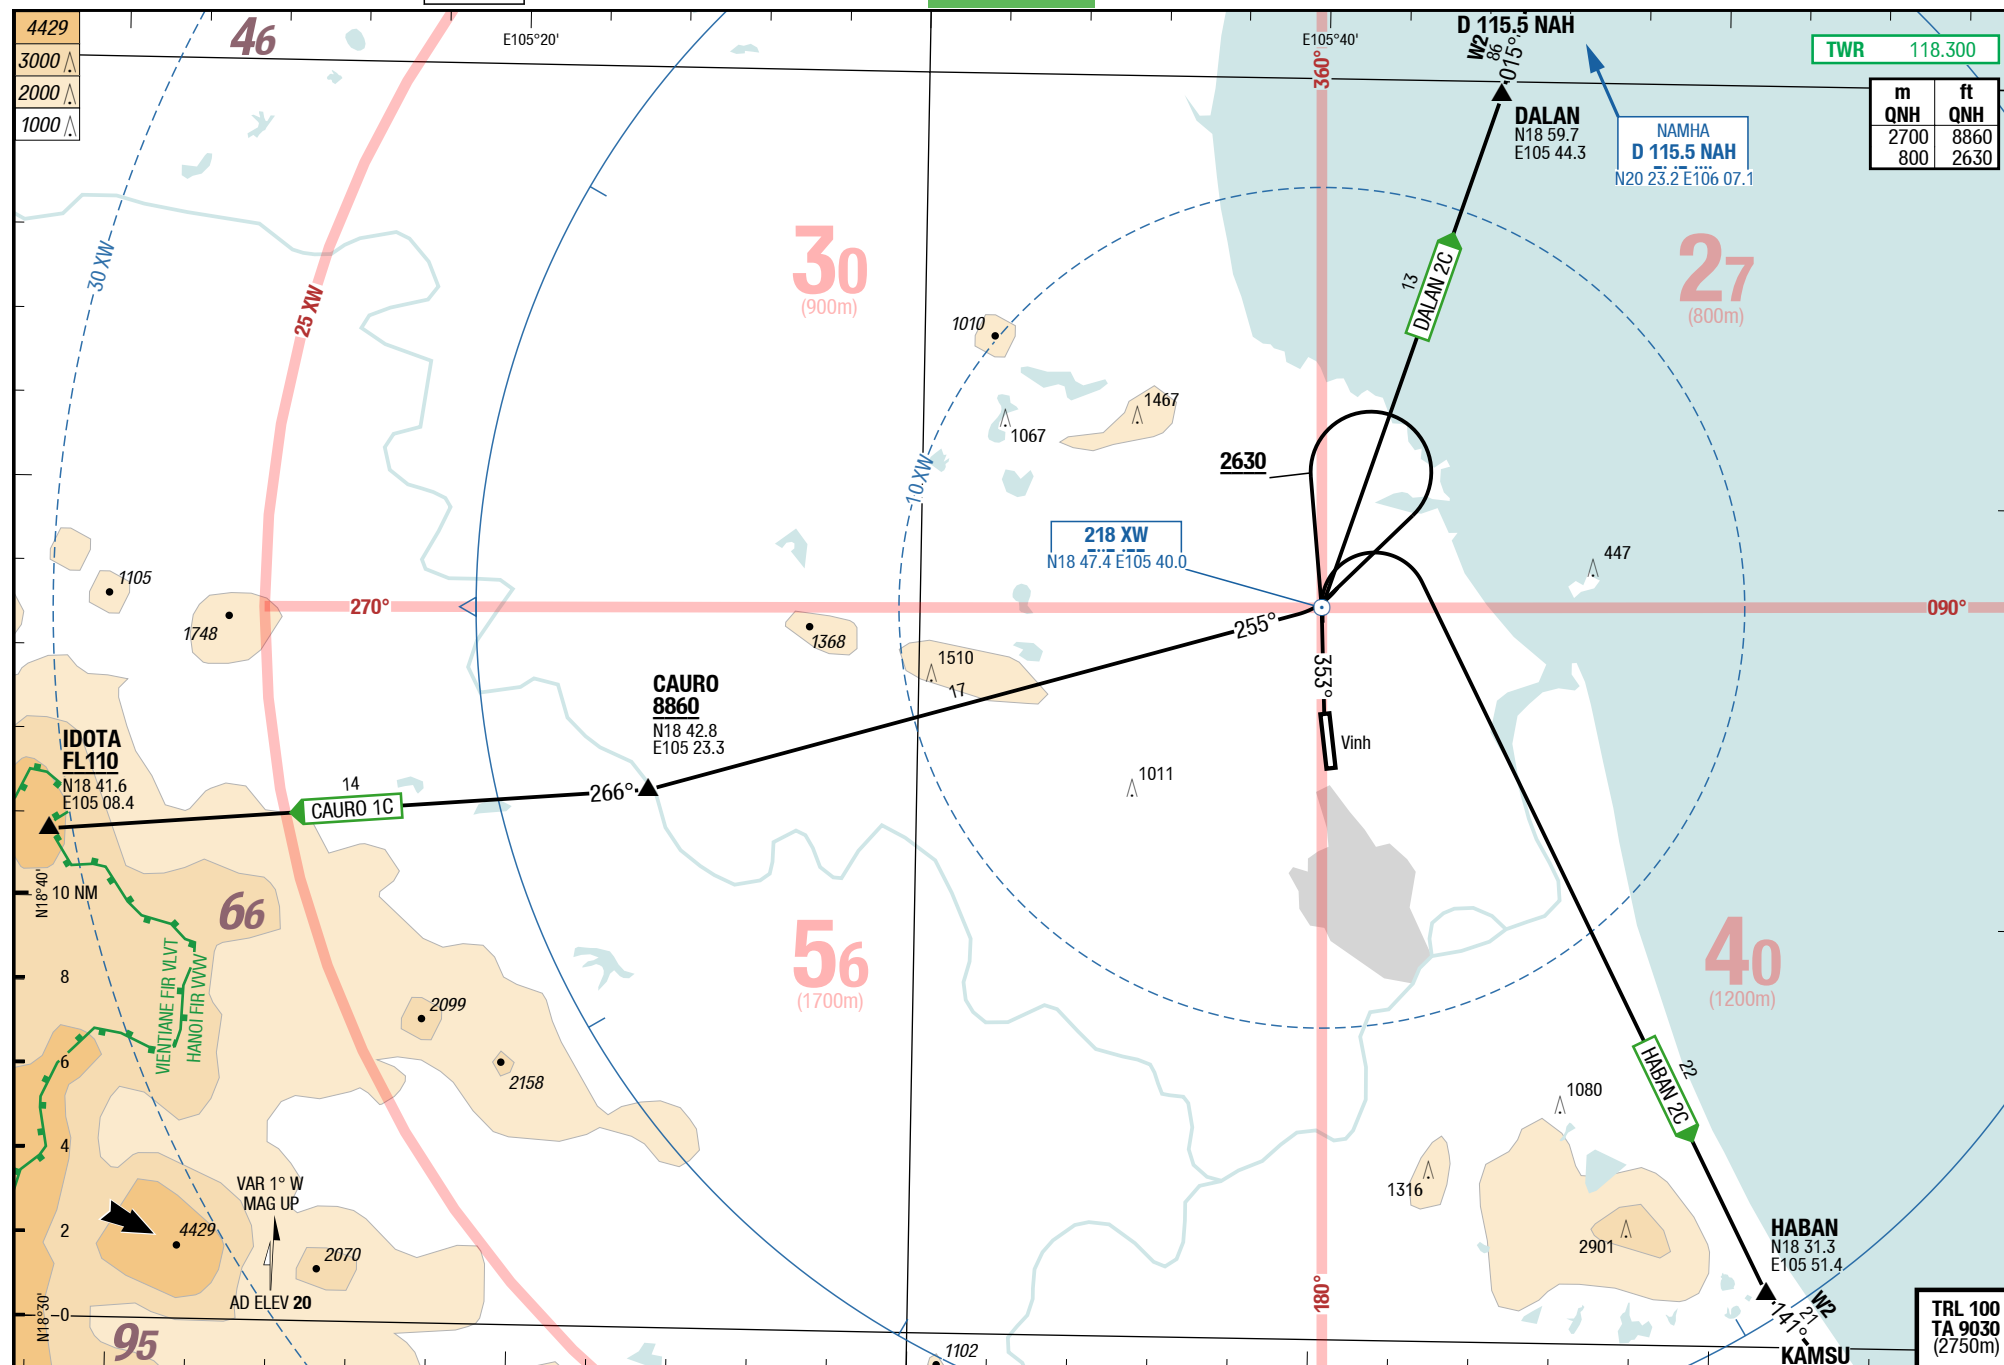 4429
3000
2000
1000
46
E105°20'
E105°40'
360°
D 115.5 NAH
W2
86
015°
TWR 118.300
m ft
QNH QNH
2700 8860
800 2630
DALAN
N18 59.7
E105 44.3
NAMHA
D 115.5 NAH
N20 23.2 E106 07.1
30 XW
25 XW
30
(900m)
27
(800m)
13
DALAN 2C
1010
1467
1067
10 XW
2630
218 XW
N18 47.4 E105 40.0
447
1105
1748
270°
090°
1368
255°
1510
17
353°
Vinh
CAURO
8860
N18 42.8
E105 23.3
IDOTA
FL110
N18 41.6
E105 08.4
14
CAURO 1C
266°
1011
N18°40'
10 NM
66
8
VIENTIANE FIR VLVT
HANOI FIR VVVV
56
(1700m)
40
(1200m)
2099
6
2158
22
HABAN 2C
1080
4
1316
VAR 1° W
MAG UP
4429
2
2070
2901
HABAN
N18 31.3
E105 51.4
AD ELEV 20
N18°30'
0
95
180°
1102
W2
21
141°
KAMSU
TRL 100
TA 9030
(2750m)